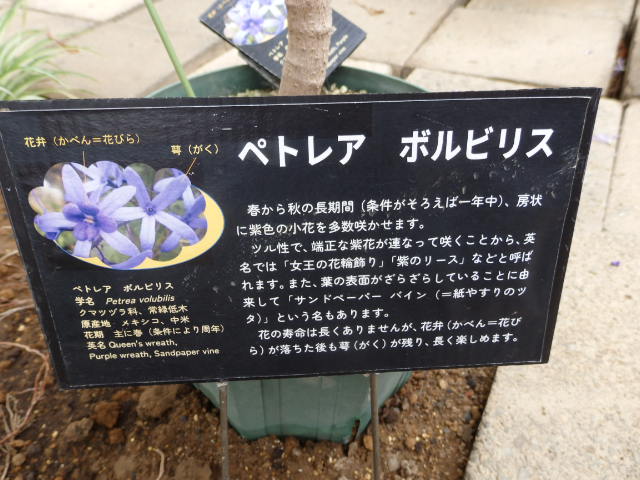 花弁（かべん＝花びら）
萼（がく）
ペトレア　ボルビリス
春から秋の長期間（条件がそろえば一年中）、房状
に紫色の小花を多数咲かせます。
ツル性で、端正な紫花が連なって咲くことから、英
名では「女王の花輪飾り」「紫のリース」などと呼ば
れます。また、葉の表面がざらざらしていることに由
来して「サンドペーパー バイン（＝紙やすりのツ
タ）」という名もあります。
花の寿命は長くありませんが、花弁（かべん＝花び
ら）が落ちた後も萼（がく）が残り、長く楽しめます。
ペトレア　ボルビリス
学名　Petrea volubilis
クマツヅラ科、常緑低木
原産地　メキシコ、中米
花期　主に春（条件により周年）
英名 Queen's wreath,
Purple wreath, Sandpaper vine